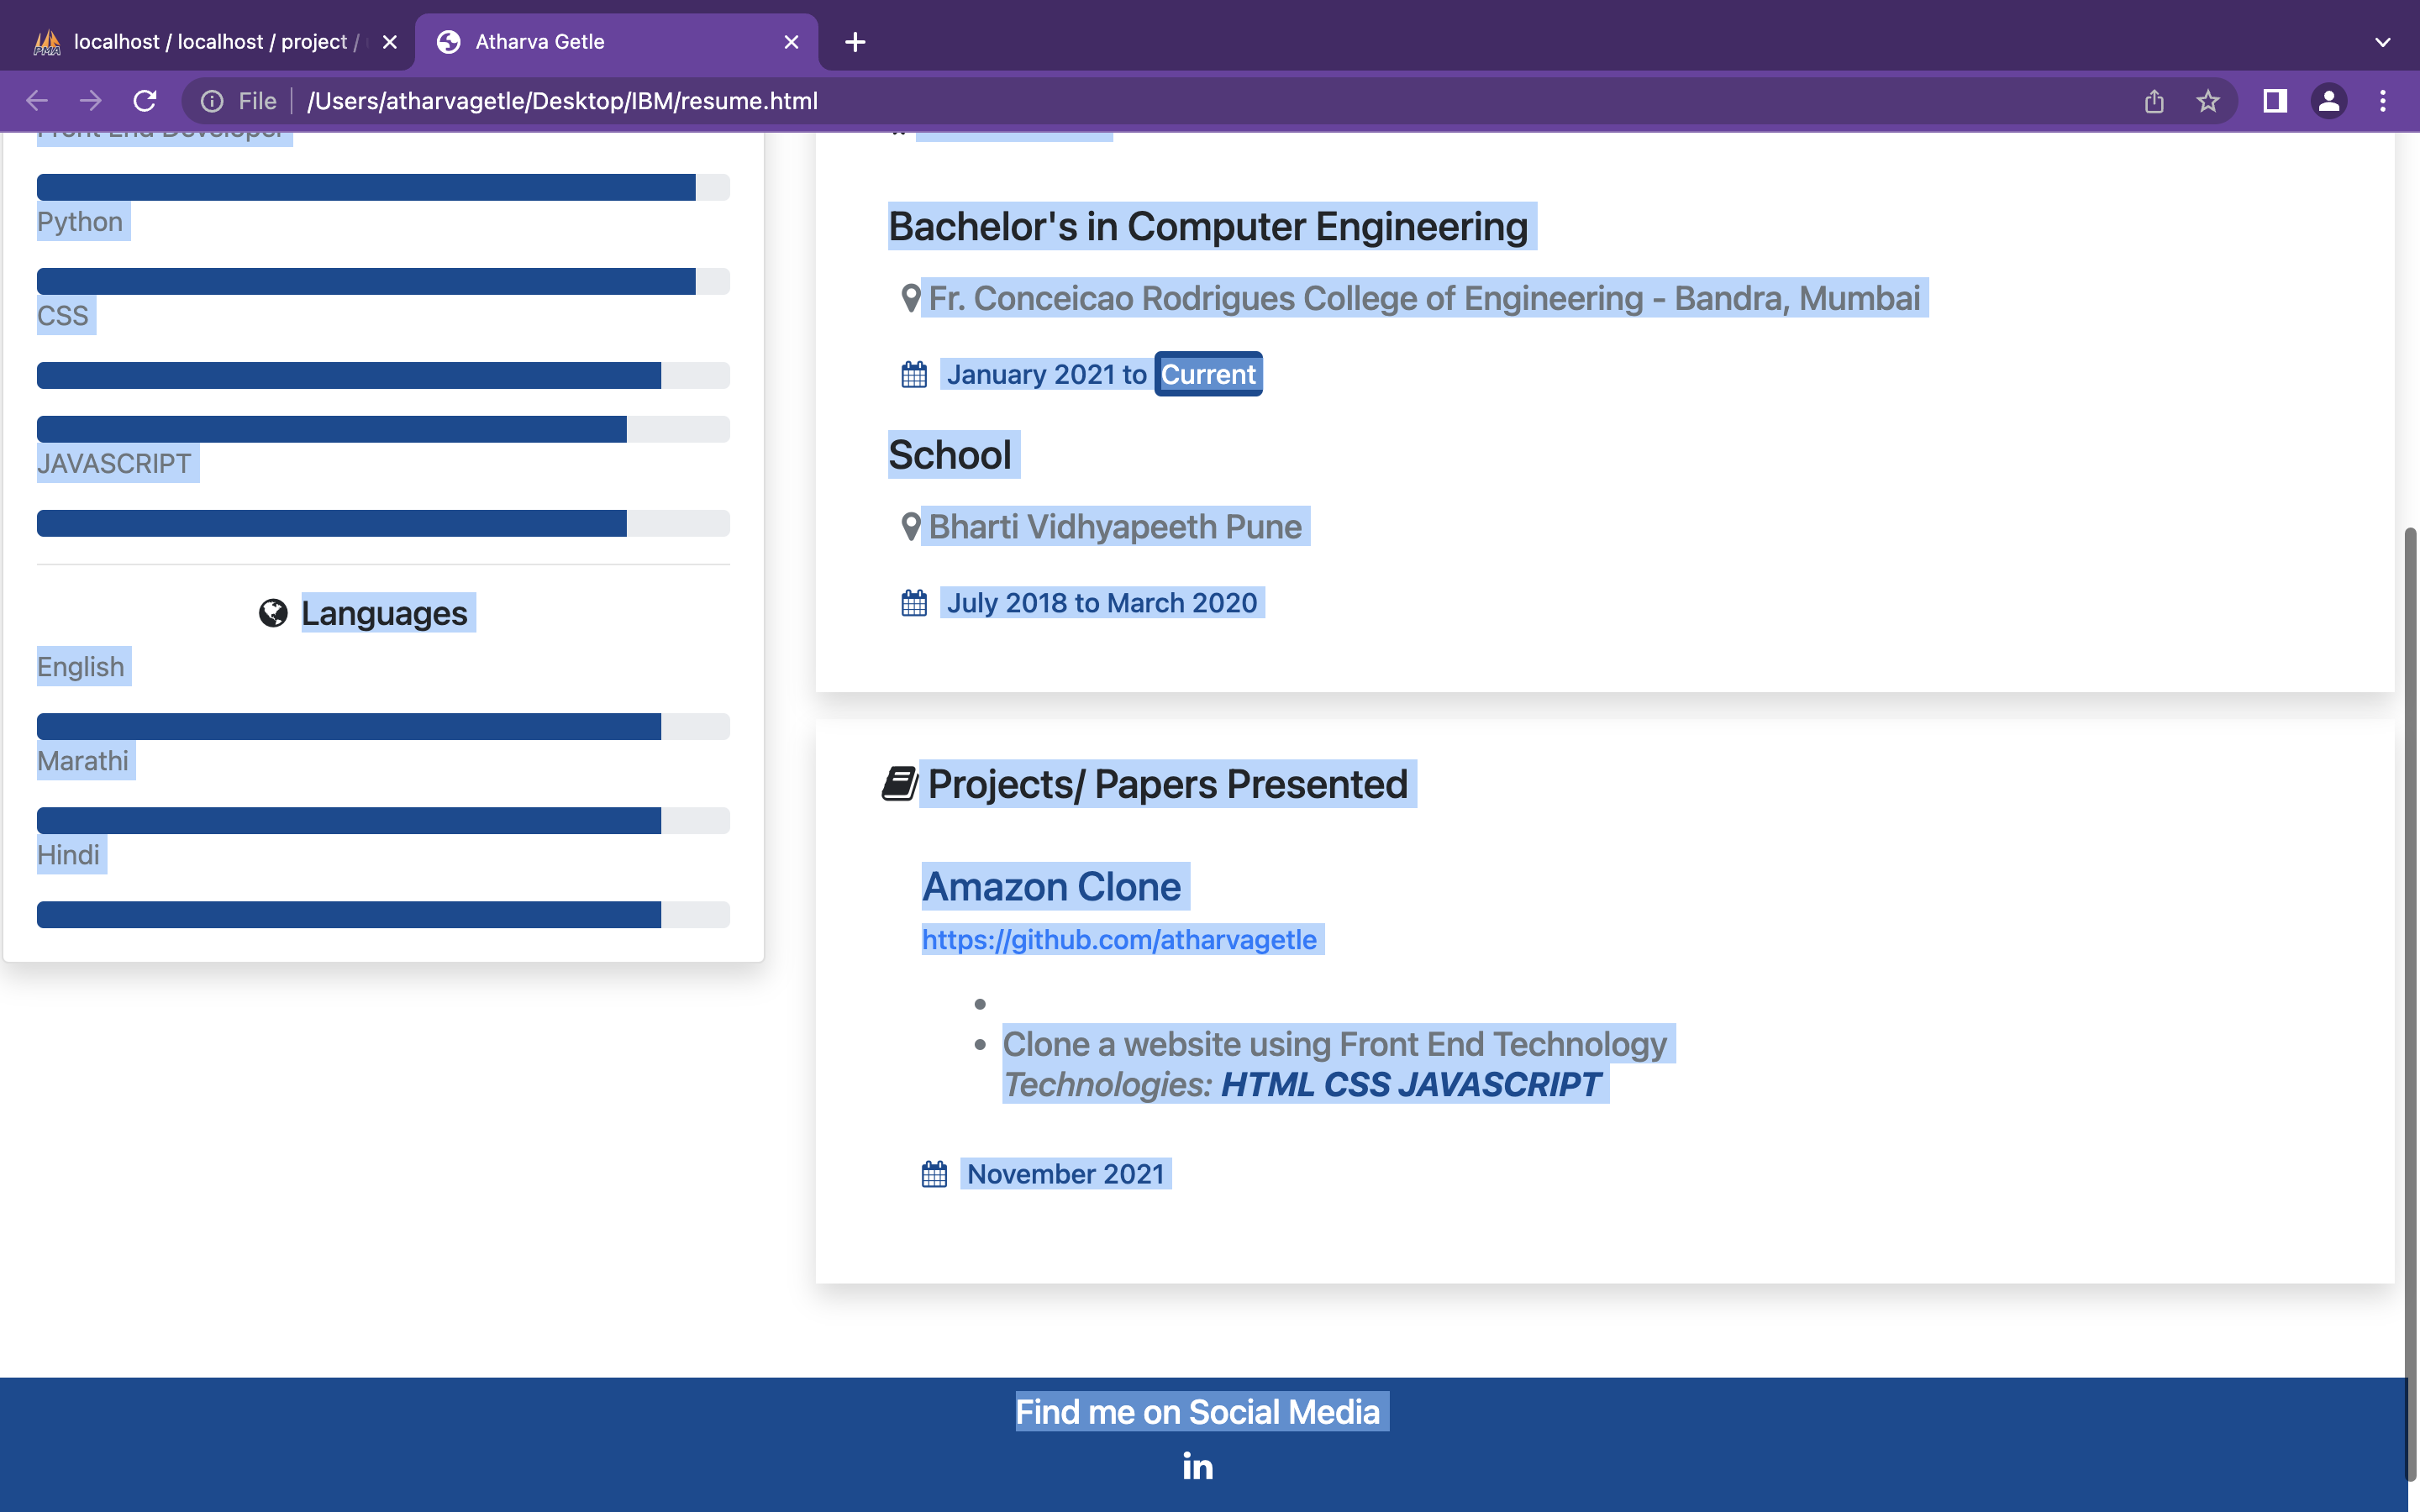 localhost / localhost / project /
Atharva Getle
File
/Users/atharvagetle/Desktop/IBM/resume.html
Front End Developer
Python
CSS
JAVASCRIPT
Languages
English
Marathi
Hindi
Bachelor's in Computer Engineering
Fr. Conceicao Rodrigues College of Engineering - Bandra, Mumbai
January 2021 to Current
School
Bharti Vidhyapeeth Pune
July 2018 to March 2020
Projects/ Papers Presented
Amazon Clone
https://github.com/atharvagetle
Clone a website using Front End Technology
Technologies: HTML CSS JAVASCRIPT
November 2021
Find me on Social Media
in